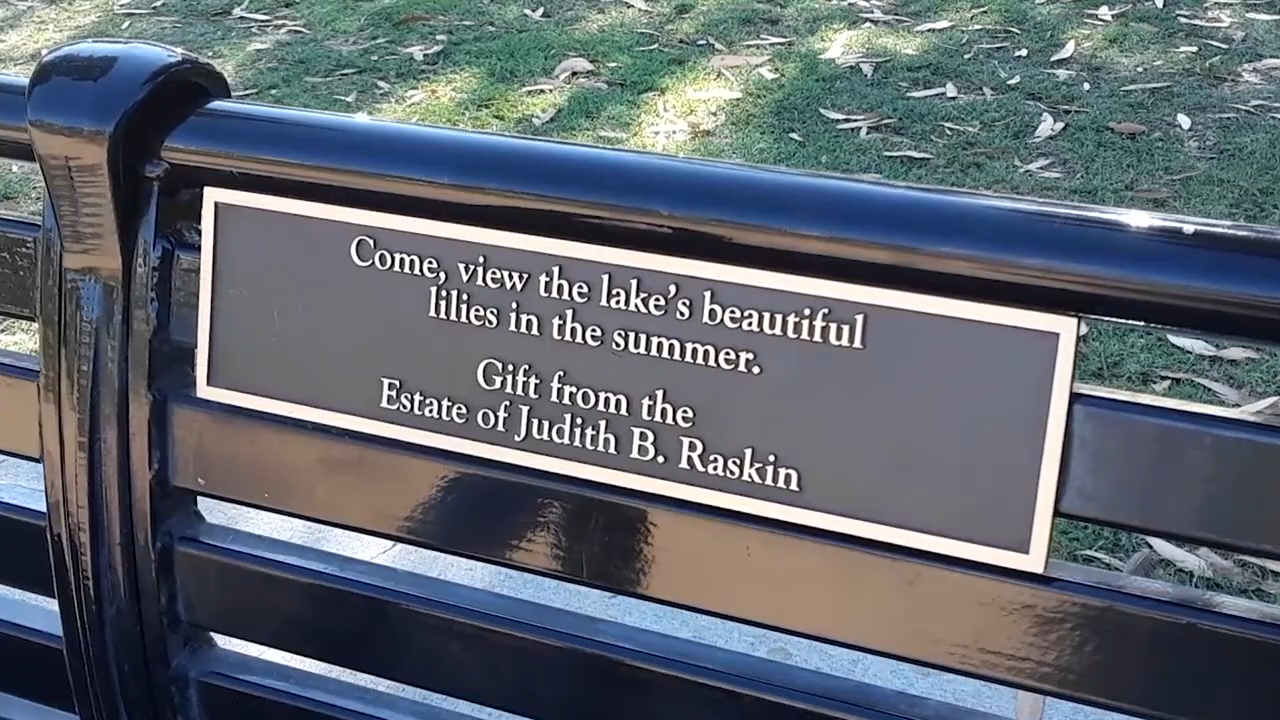 Come, view the lake's beautiful
lilies in the summer.
Gift from the
Estate of Judith B. Raskin